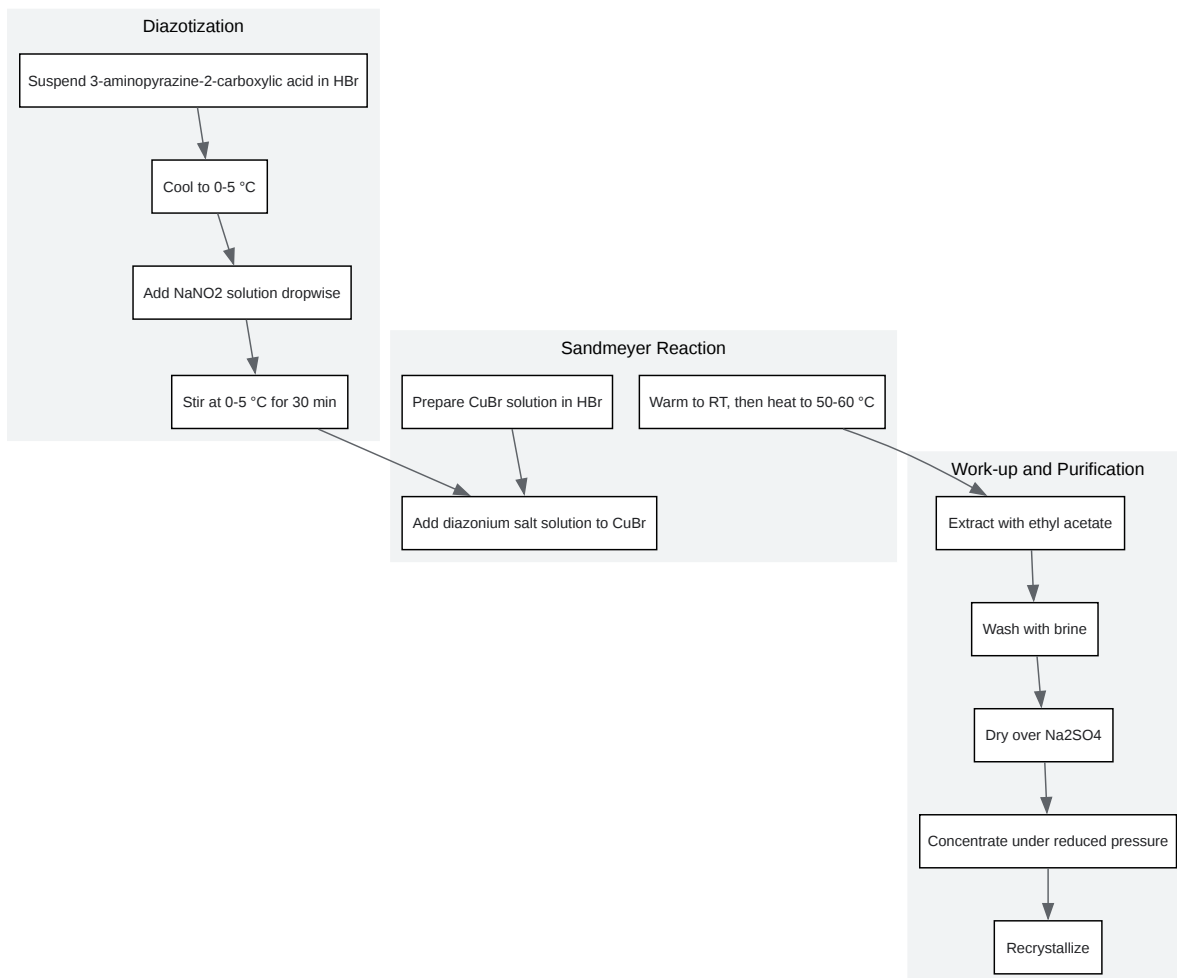 Diazotization
Suspend 3-aminopyrazine-2-carboxylic acid in HBr
Cool to 0-5 °C
Add NaNO2 solution dropwise
Stir at 0-5 °C for 30 min
Sandmeyer Reaction
Prepare CuBr solution in HBr
Warm to RT, then heat to 50-60 °C
Add diazonium salt solution to CuBr
Work-up and Purification
Extract with ethyl acetate
Wash with brine
Dry over Na2SO4
Concentrate under reduced pressure
Recrystallize